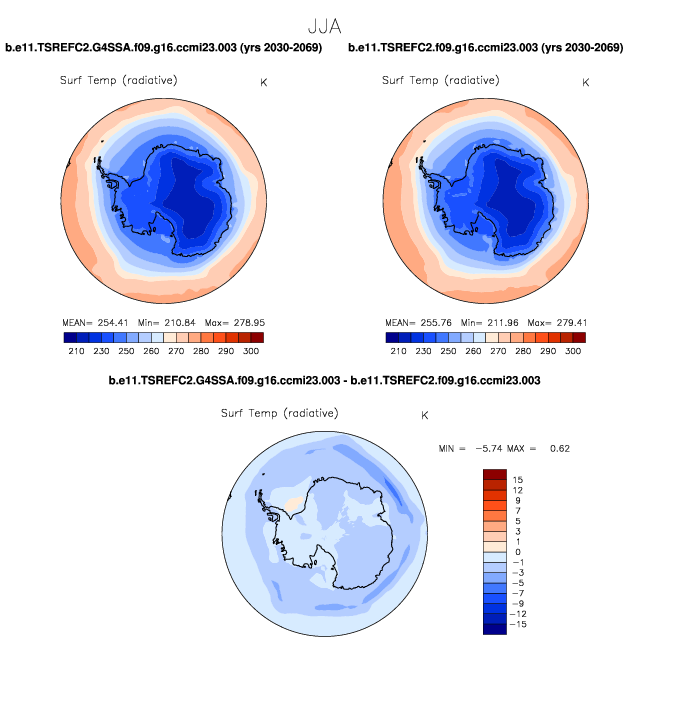 JJA
b.e11.TSREFC2.G4SSA.f09.g16.ccmi23.003 (yrs 2030-2069) b.e11.TSREFC2.f09.g16.ccmi23.003 (yrs 2030-2069)
Surf Temp (radiative) K Surf Temp (radiative) K
MEAN= 254.41 Min= 210.84 Max= 278.95 MEAN= 255.76 Min= 211.96 Max= 279.41
210 230 250 260 270 280 290 300 210 230 250 260 270 280 290 300
b.e11.TSREFC2.G4SSA.f09.g16.ccmi23.003 - b.e11.TSREFC2.f09.g16.ccmi23.003
Surf Temp (radiative) K
MIN = -5.74 MAX = 0.62
15
12
9
7
5
3
1
0
-1
-3
-5
-7
-9
-12
-15